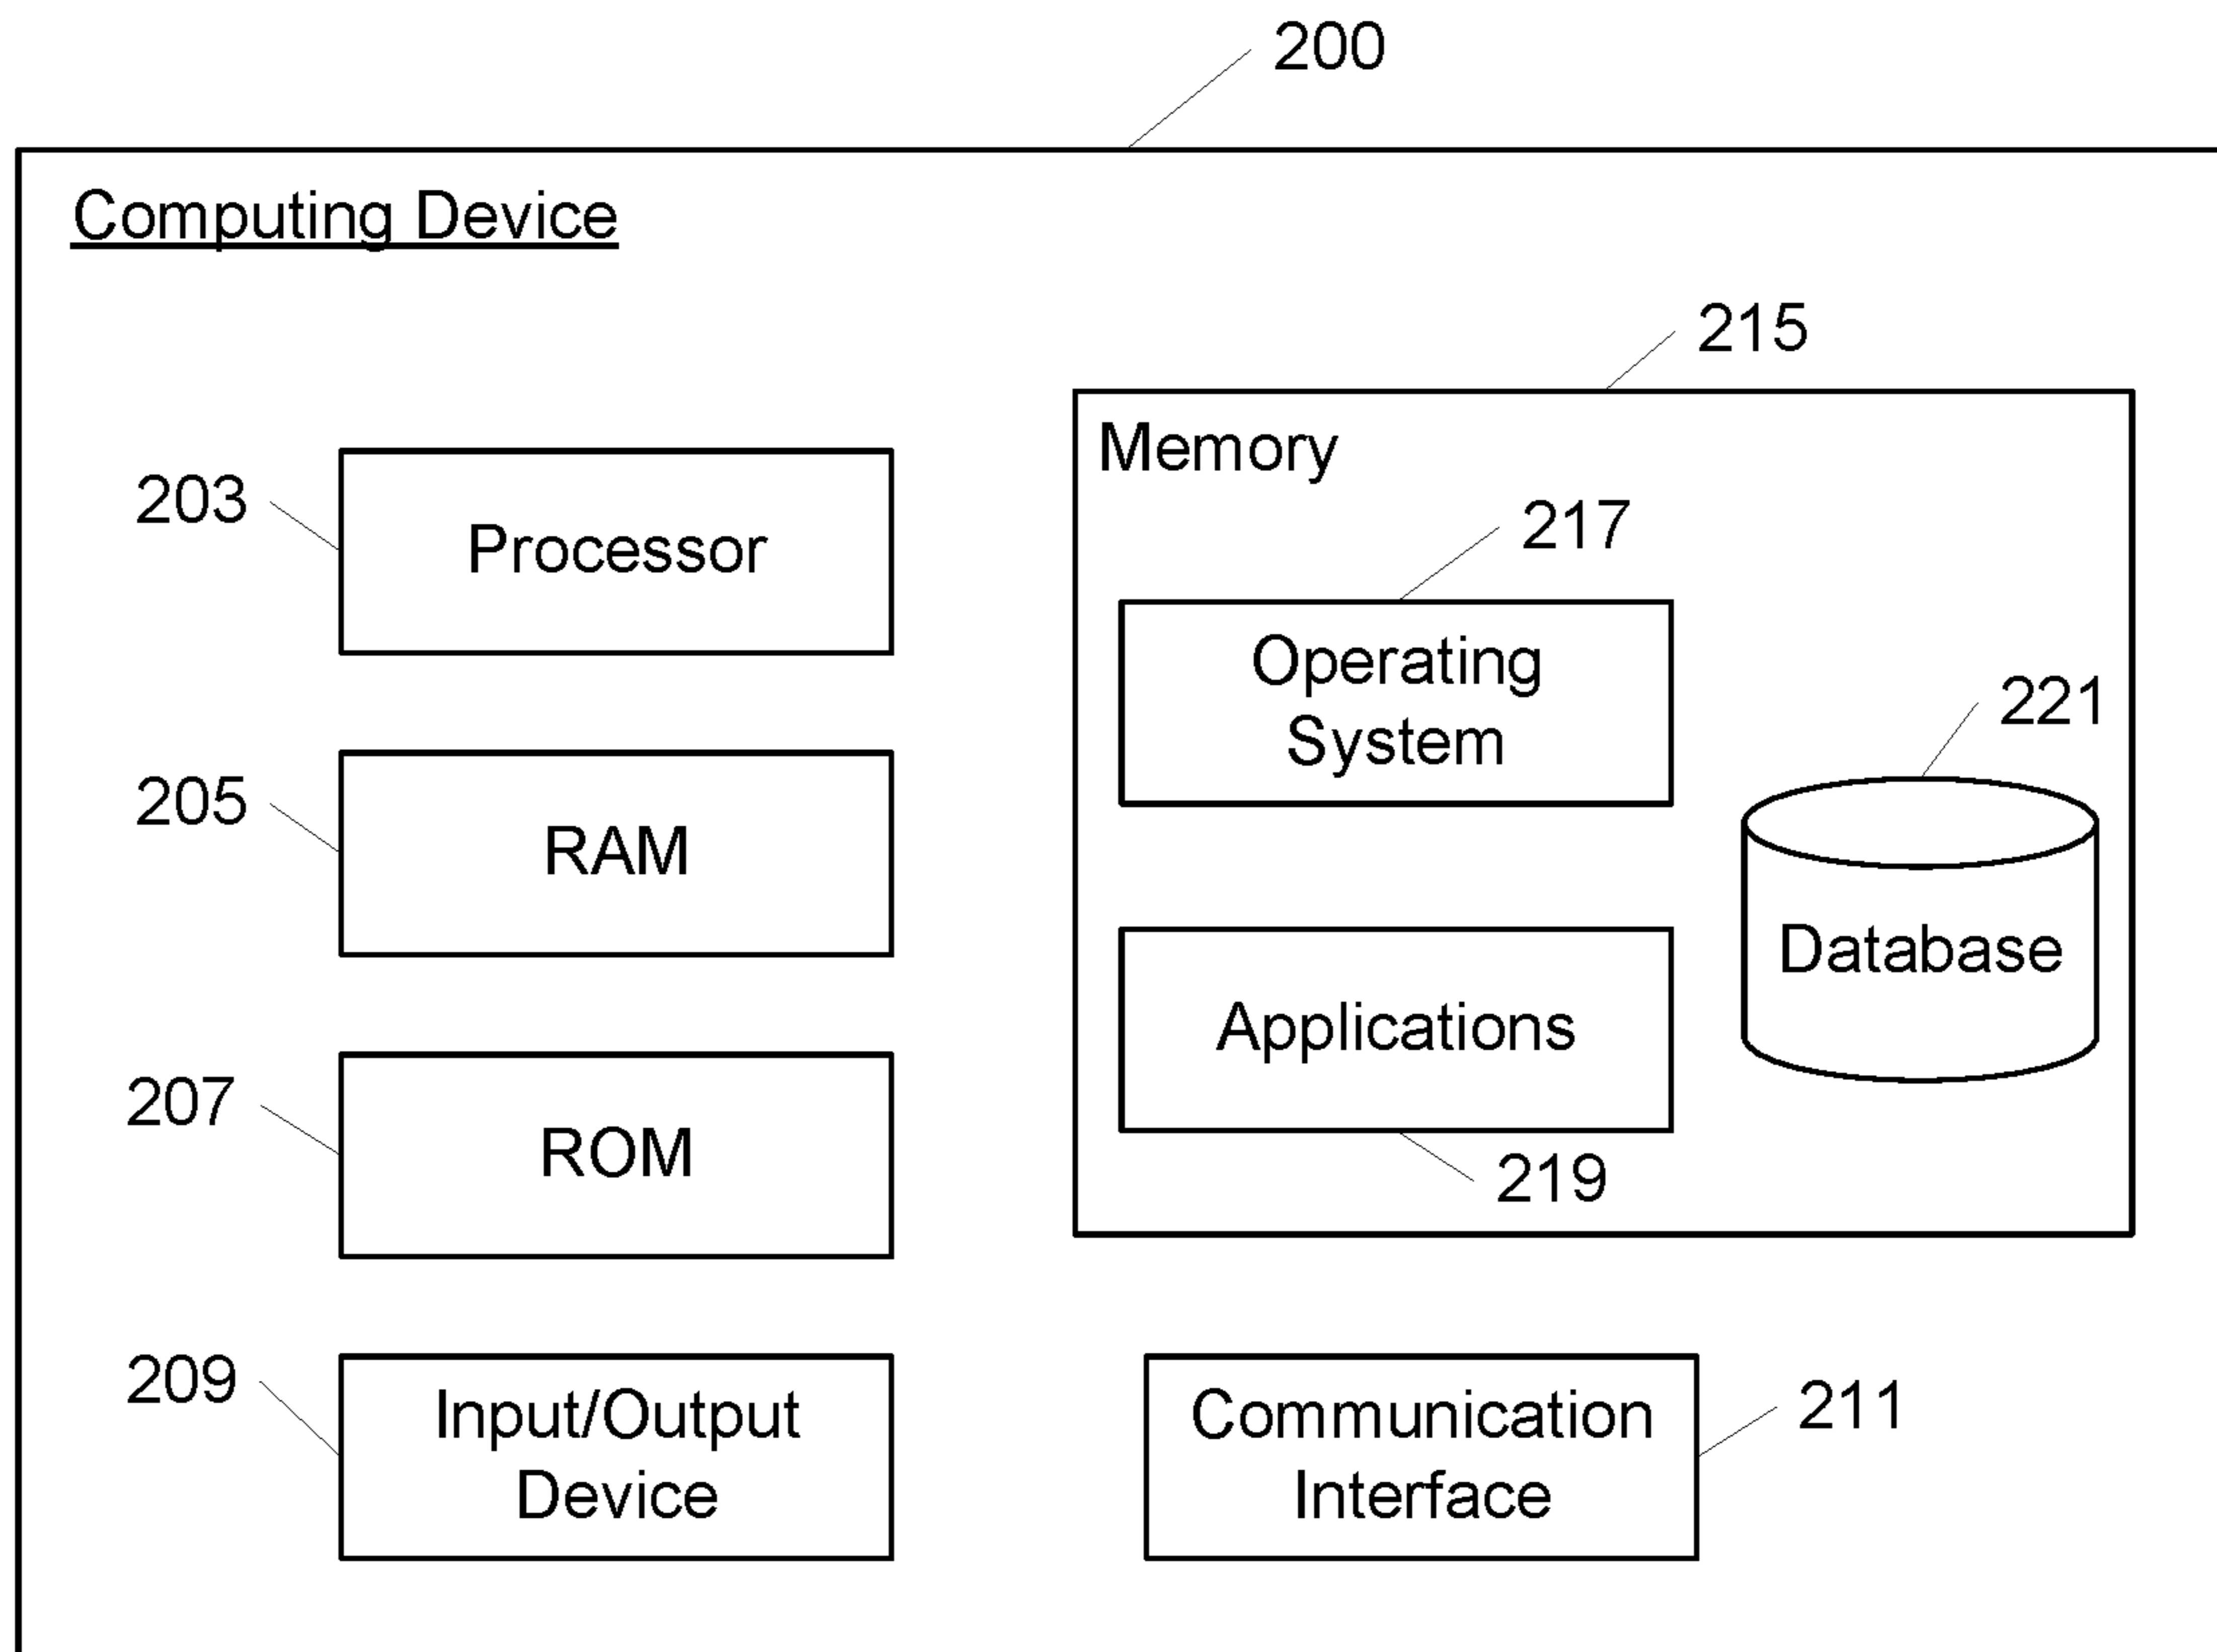 200
Computing Device
215
Memory
203
Processor
217
Operating
System
221
205
RAM
Database
Applications
207
ROM
219
209
Input/Output
Device
Communication
Interface
211